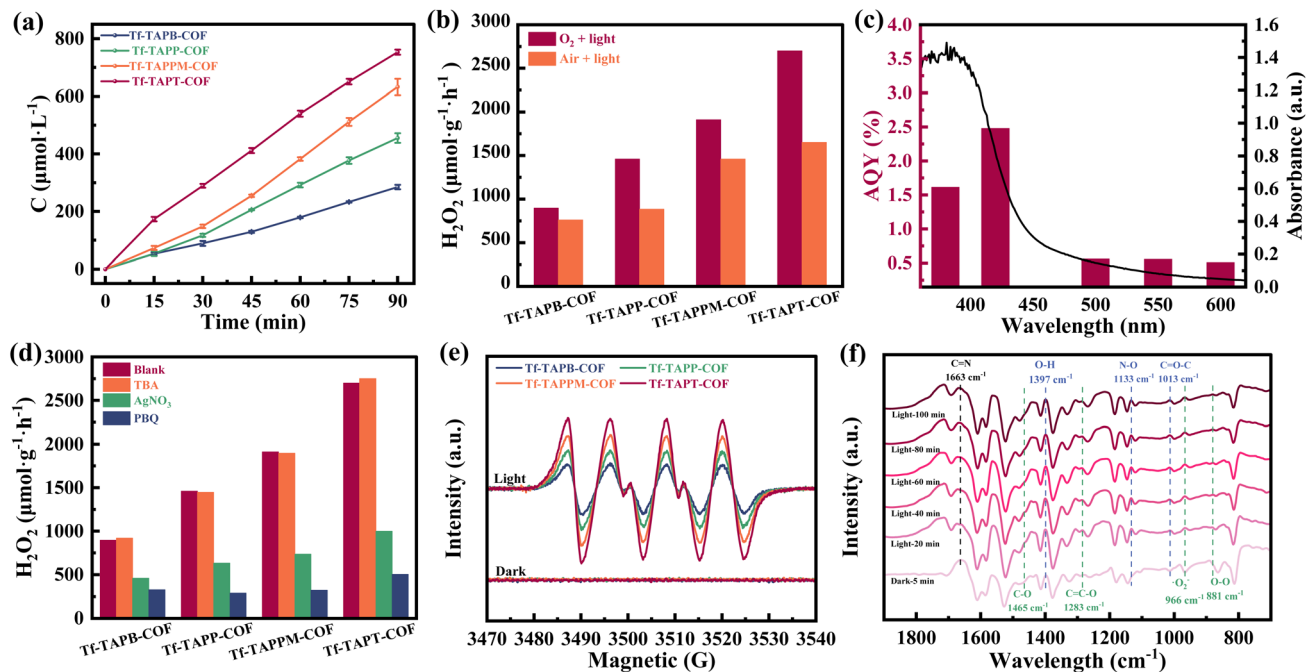 (a)
C (μmol·L⁻¹)
800
600
400
200
0
Tf-TAPB-COF
Tf-TAPP-COF
Tf-TAPPM-COF
Tf-TAPT-COF
0 15 30 45 60 75 90
Time (min)
(b)
H₂O₂ (μmol·g⁻¹·h⁻¹)
3000
2500
2000
1500
1000
500
0
O₂ + light
Air + light
Tf-TAPB-COF Tf-TAPP-COF Tf-TAPPM-COF Tf-TAPT-COF
(c)
AQY (%)
4.0
3.5
3.0
2.5
2.0
1.5
1.0
0.5
Absorbance (a.u.)
1.6
1.4
1.2
1.0
0.8
0.6
0.4
0.2
0.0
400 450 500 550 600
Wavelength (nm)
(d)
H₂O₂ (μmol·g⁻¹·h⁻¹)
3000
2500
2000
1500
1000
500
0
Blank
TBA
AgNO₃
PBQ
Tf-TAPB-COF Tf-TAPP-COF Tf-TAPPM-COF Tf-TAPT-COF
(e)
Intensity (a.u.)
Tf-TAPB-COF Tf-TAPP-COF
Tf-TAPPM-COF Tf-TAPT-COF
Light
Dark
3470 3480 3490 3500 3510 3520 3530 3540
Magnetic (G)
(f)
Intensity (a.u.)
C=N
1663 cm⁻¹
O-H
1397 cm⁻¹
N-O
1133 cm⁻¹
C=O-C
1013 cm⁻¹
Light-100 min
Light-80 min
Light-60 min
Light-40 min
Light-20 min
Dark-5 min
C-O
1465 cm⁻¹
C=C-O
1283 cm⁻¹
·O₂⁻
966 cm⁻¹
O-O
881 cm⁻¹
1800 1600 1400 1200 1000 800
Wavelength (cm⁻¹)